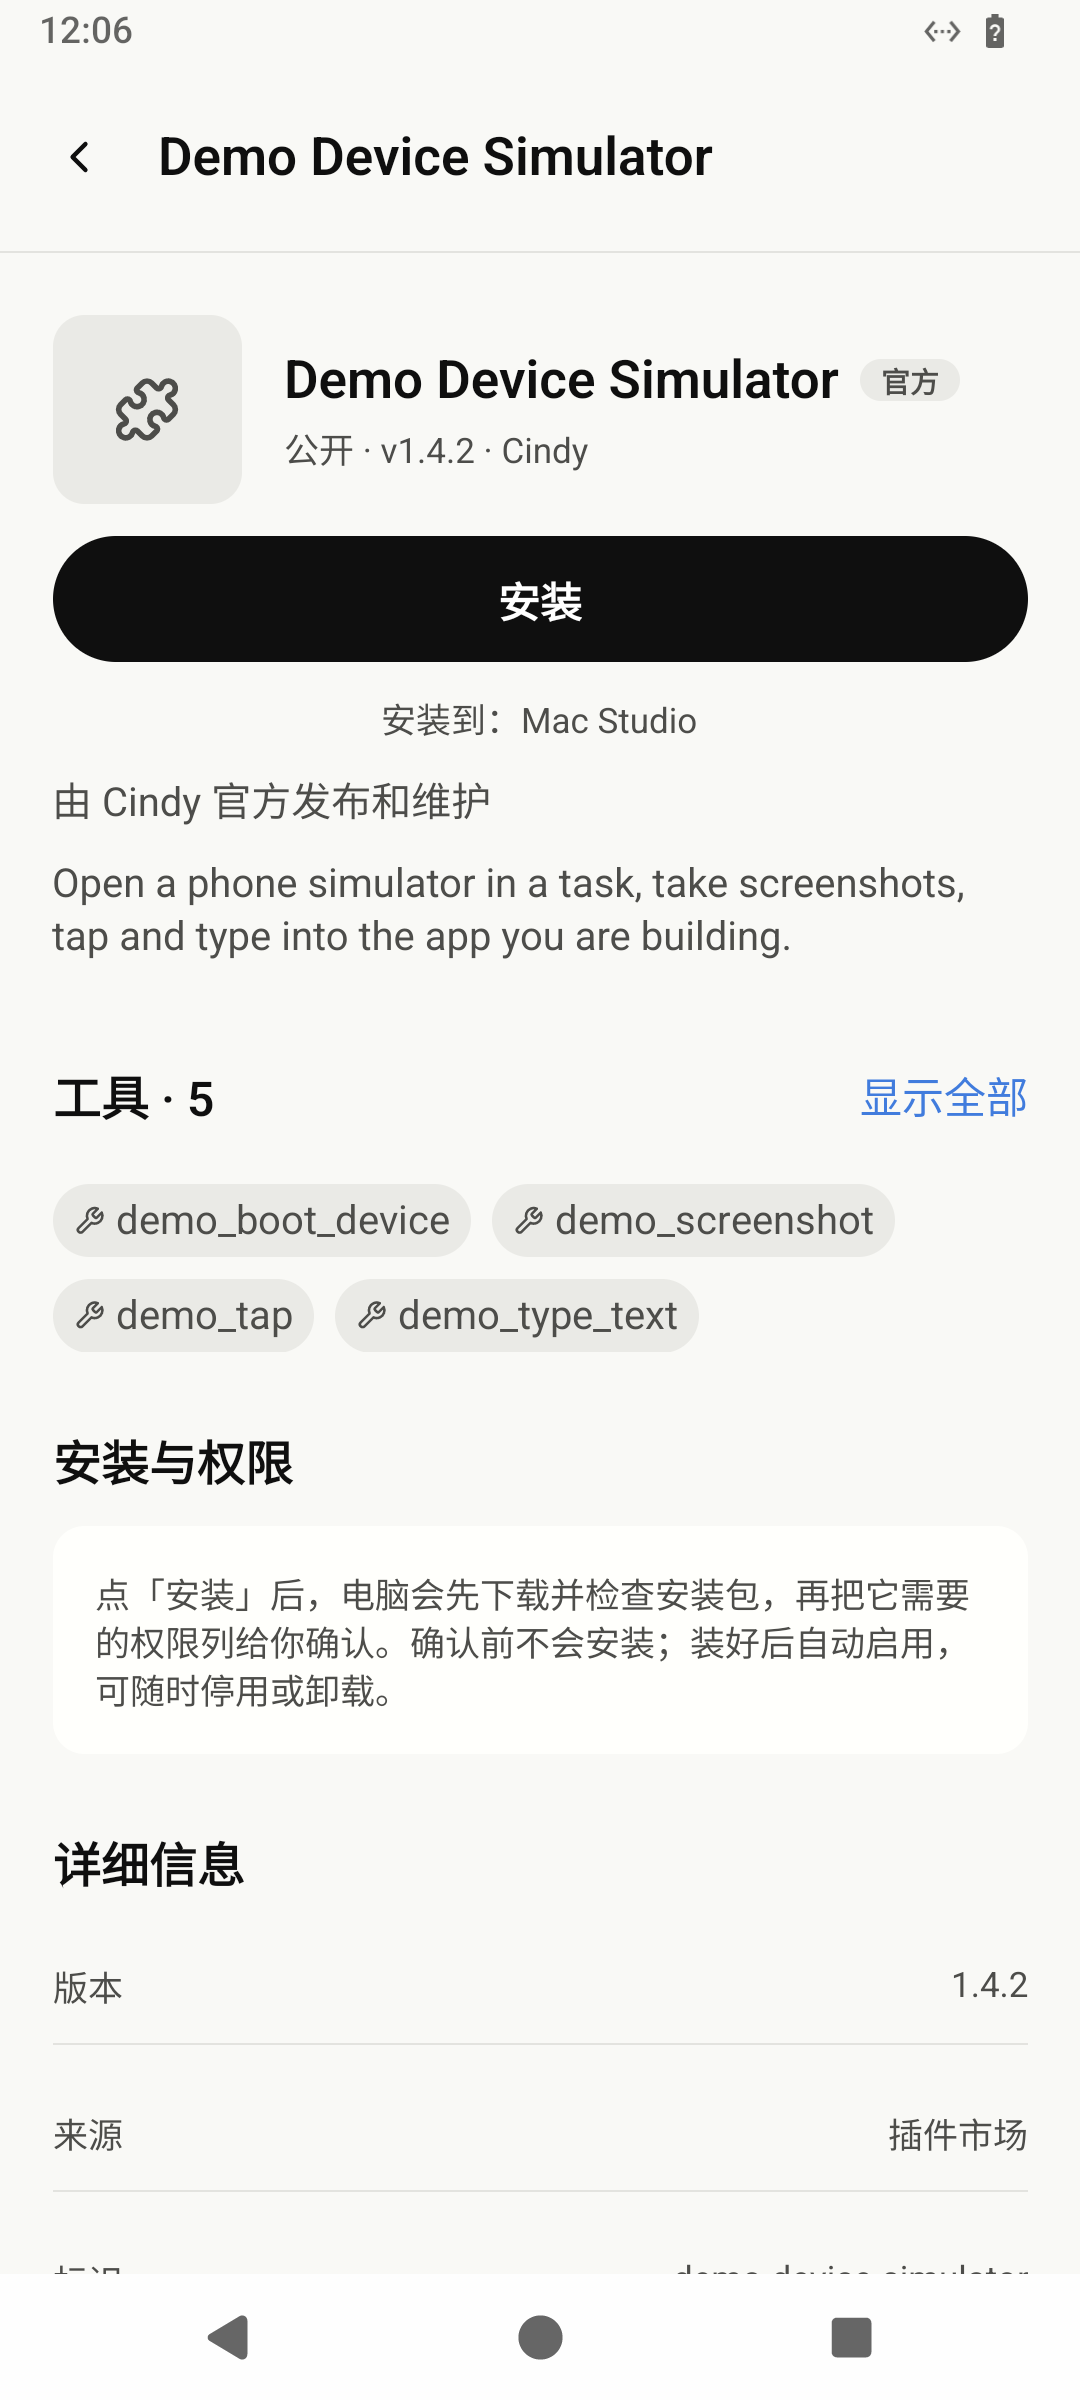 12:06
Demo Device Simulator
Demo Device Simulator 官方
公开 · v1.4.2 · Cindy
安装
安装到：Mac Studio
由 Cindy 官方发布和维护
Open a phone simulator in a task, take screenshots,
tap and type into the app you are building.
工具 · 5 显示全部
demo_boot_device demo_screenshot
demo_tap demo_type_text
安装与权限
点「安装」后，电脑会先下载并检查安装包，再把它需要
的权限列给你确认。确认前不会安装；装好后自动启用，
可随时停用或卸载。
详细信息
版本 1.4.2
来源 插件市场